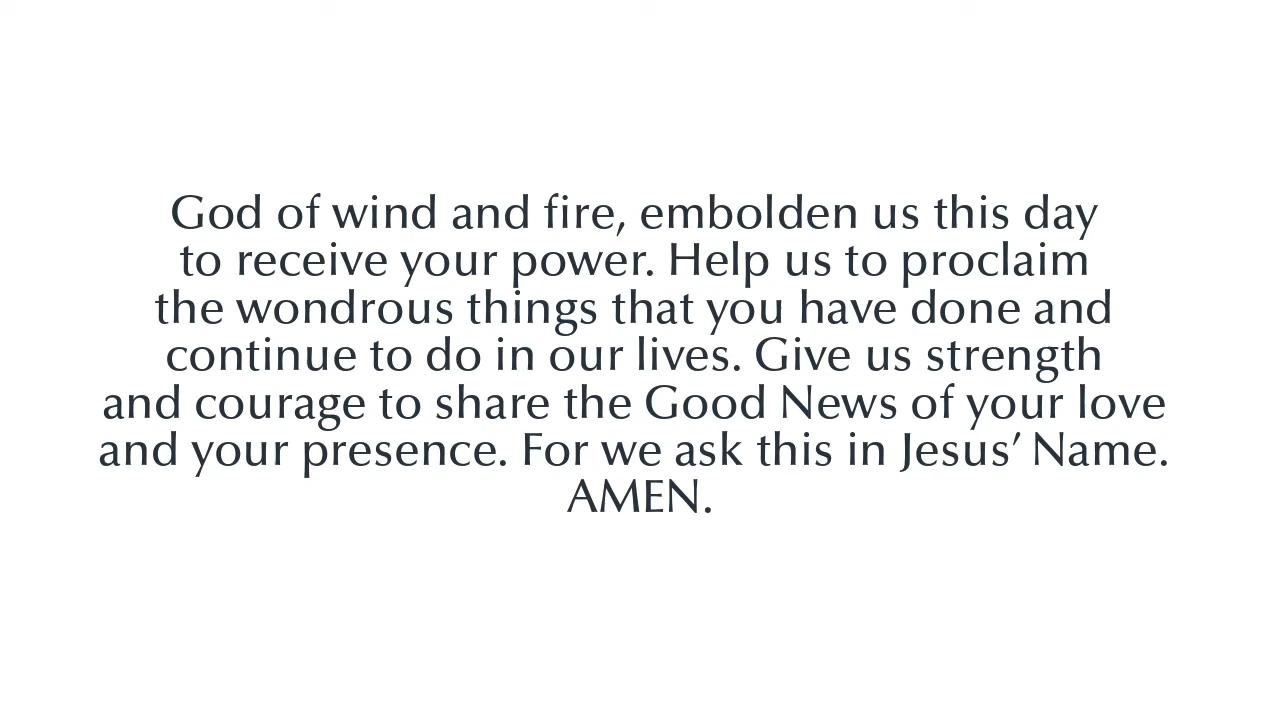 God of wind and fire, embolden us this day
to receive your power. Help us to proclaim
the wondrous things that you have done and
continue to do in our lives. Give us strength
and courage to share the Good News of your love
and your presence. For we ask this in Jesus’ Name.
AMEN.